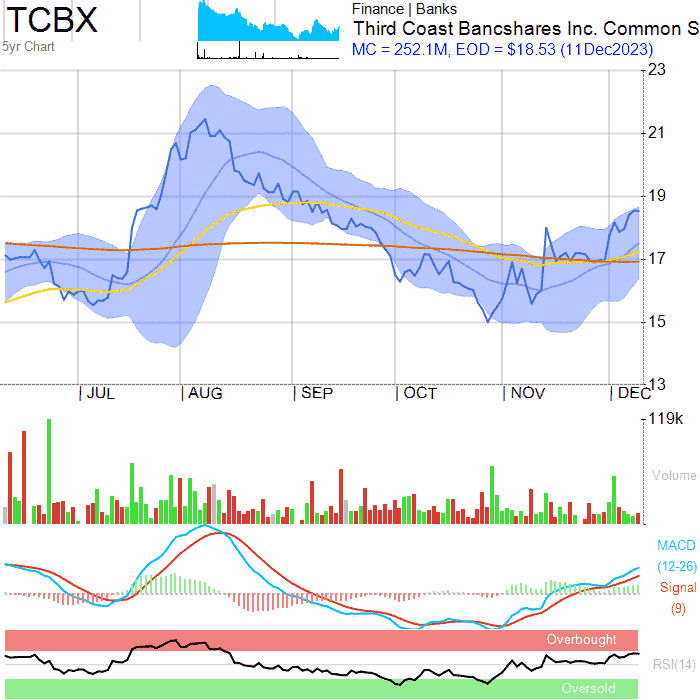 TCBX
5yr Chart
Finance | Banks
Third Coast Bancshares Inc. Common S
MC = 252.1M, EOD = $18.53 (11Dec2023)
23
21
19
17
15
13
| JUL | AUG | SEP | OCT | NOV | DEC
119k
Volume
MACD
(12-26)
Signal
(9)
Overbought
RSI(14)
Oversold